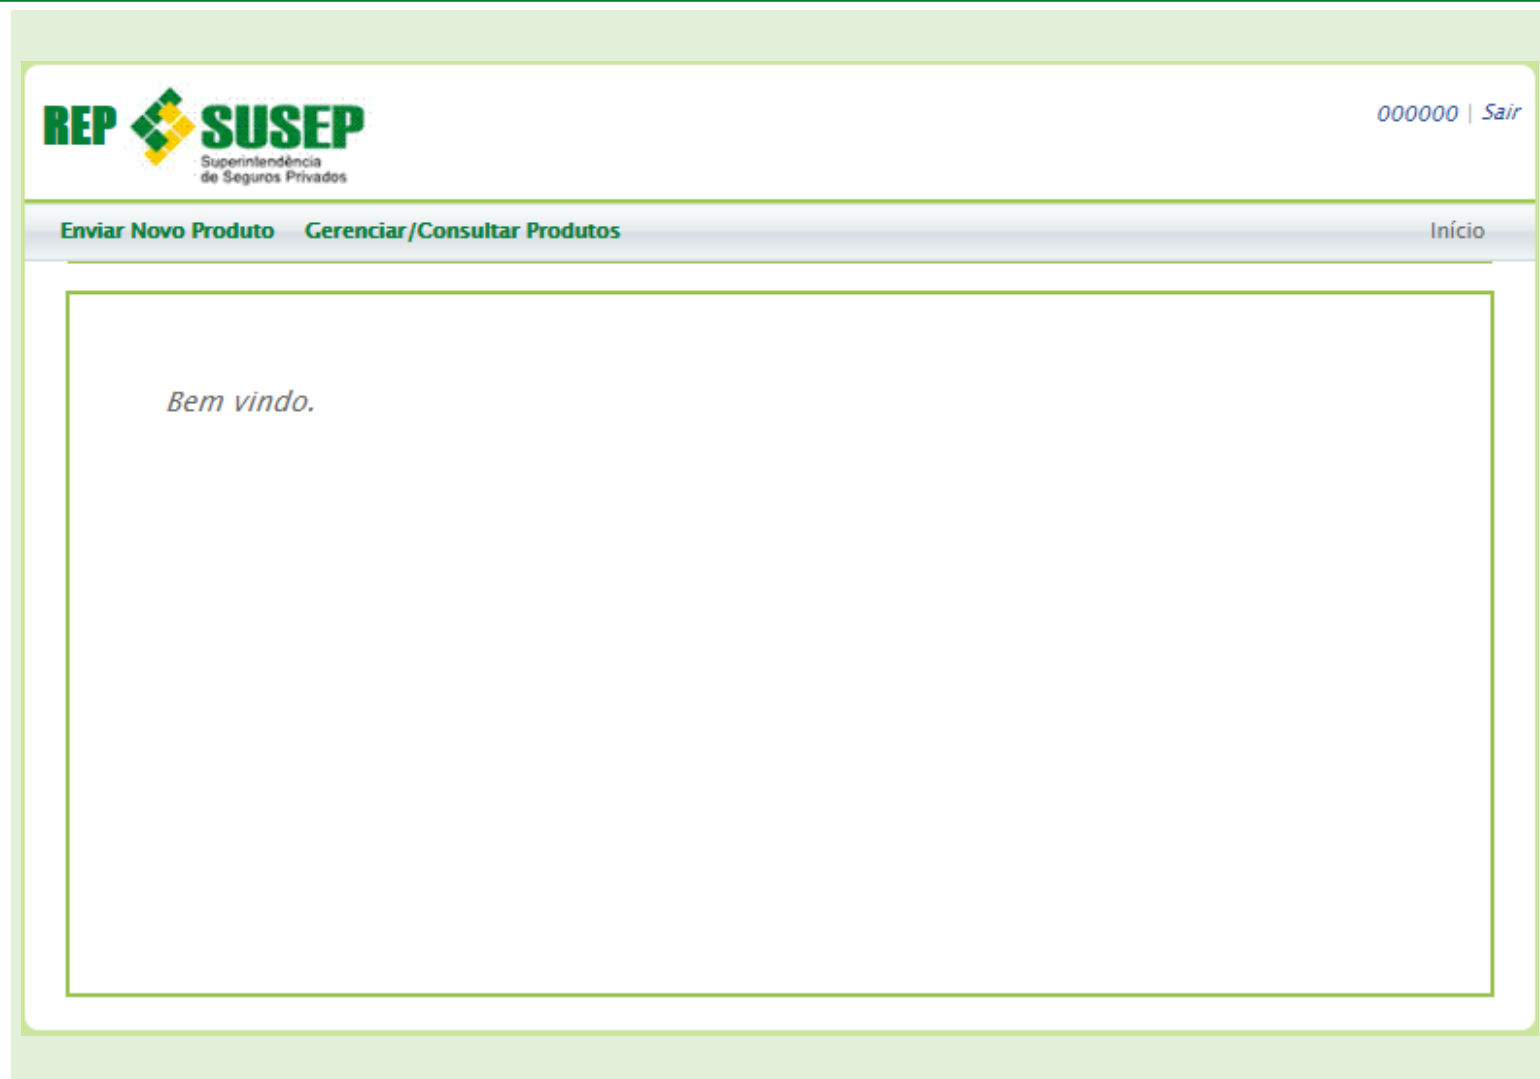 REP SUSEP
Superintendência
de Seguros Privados
000000 | Sair
Enviar Novo Produto Gerenciar/Consultar Produtos Início
Bem vindo.